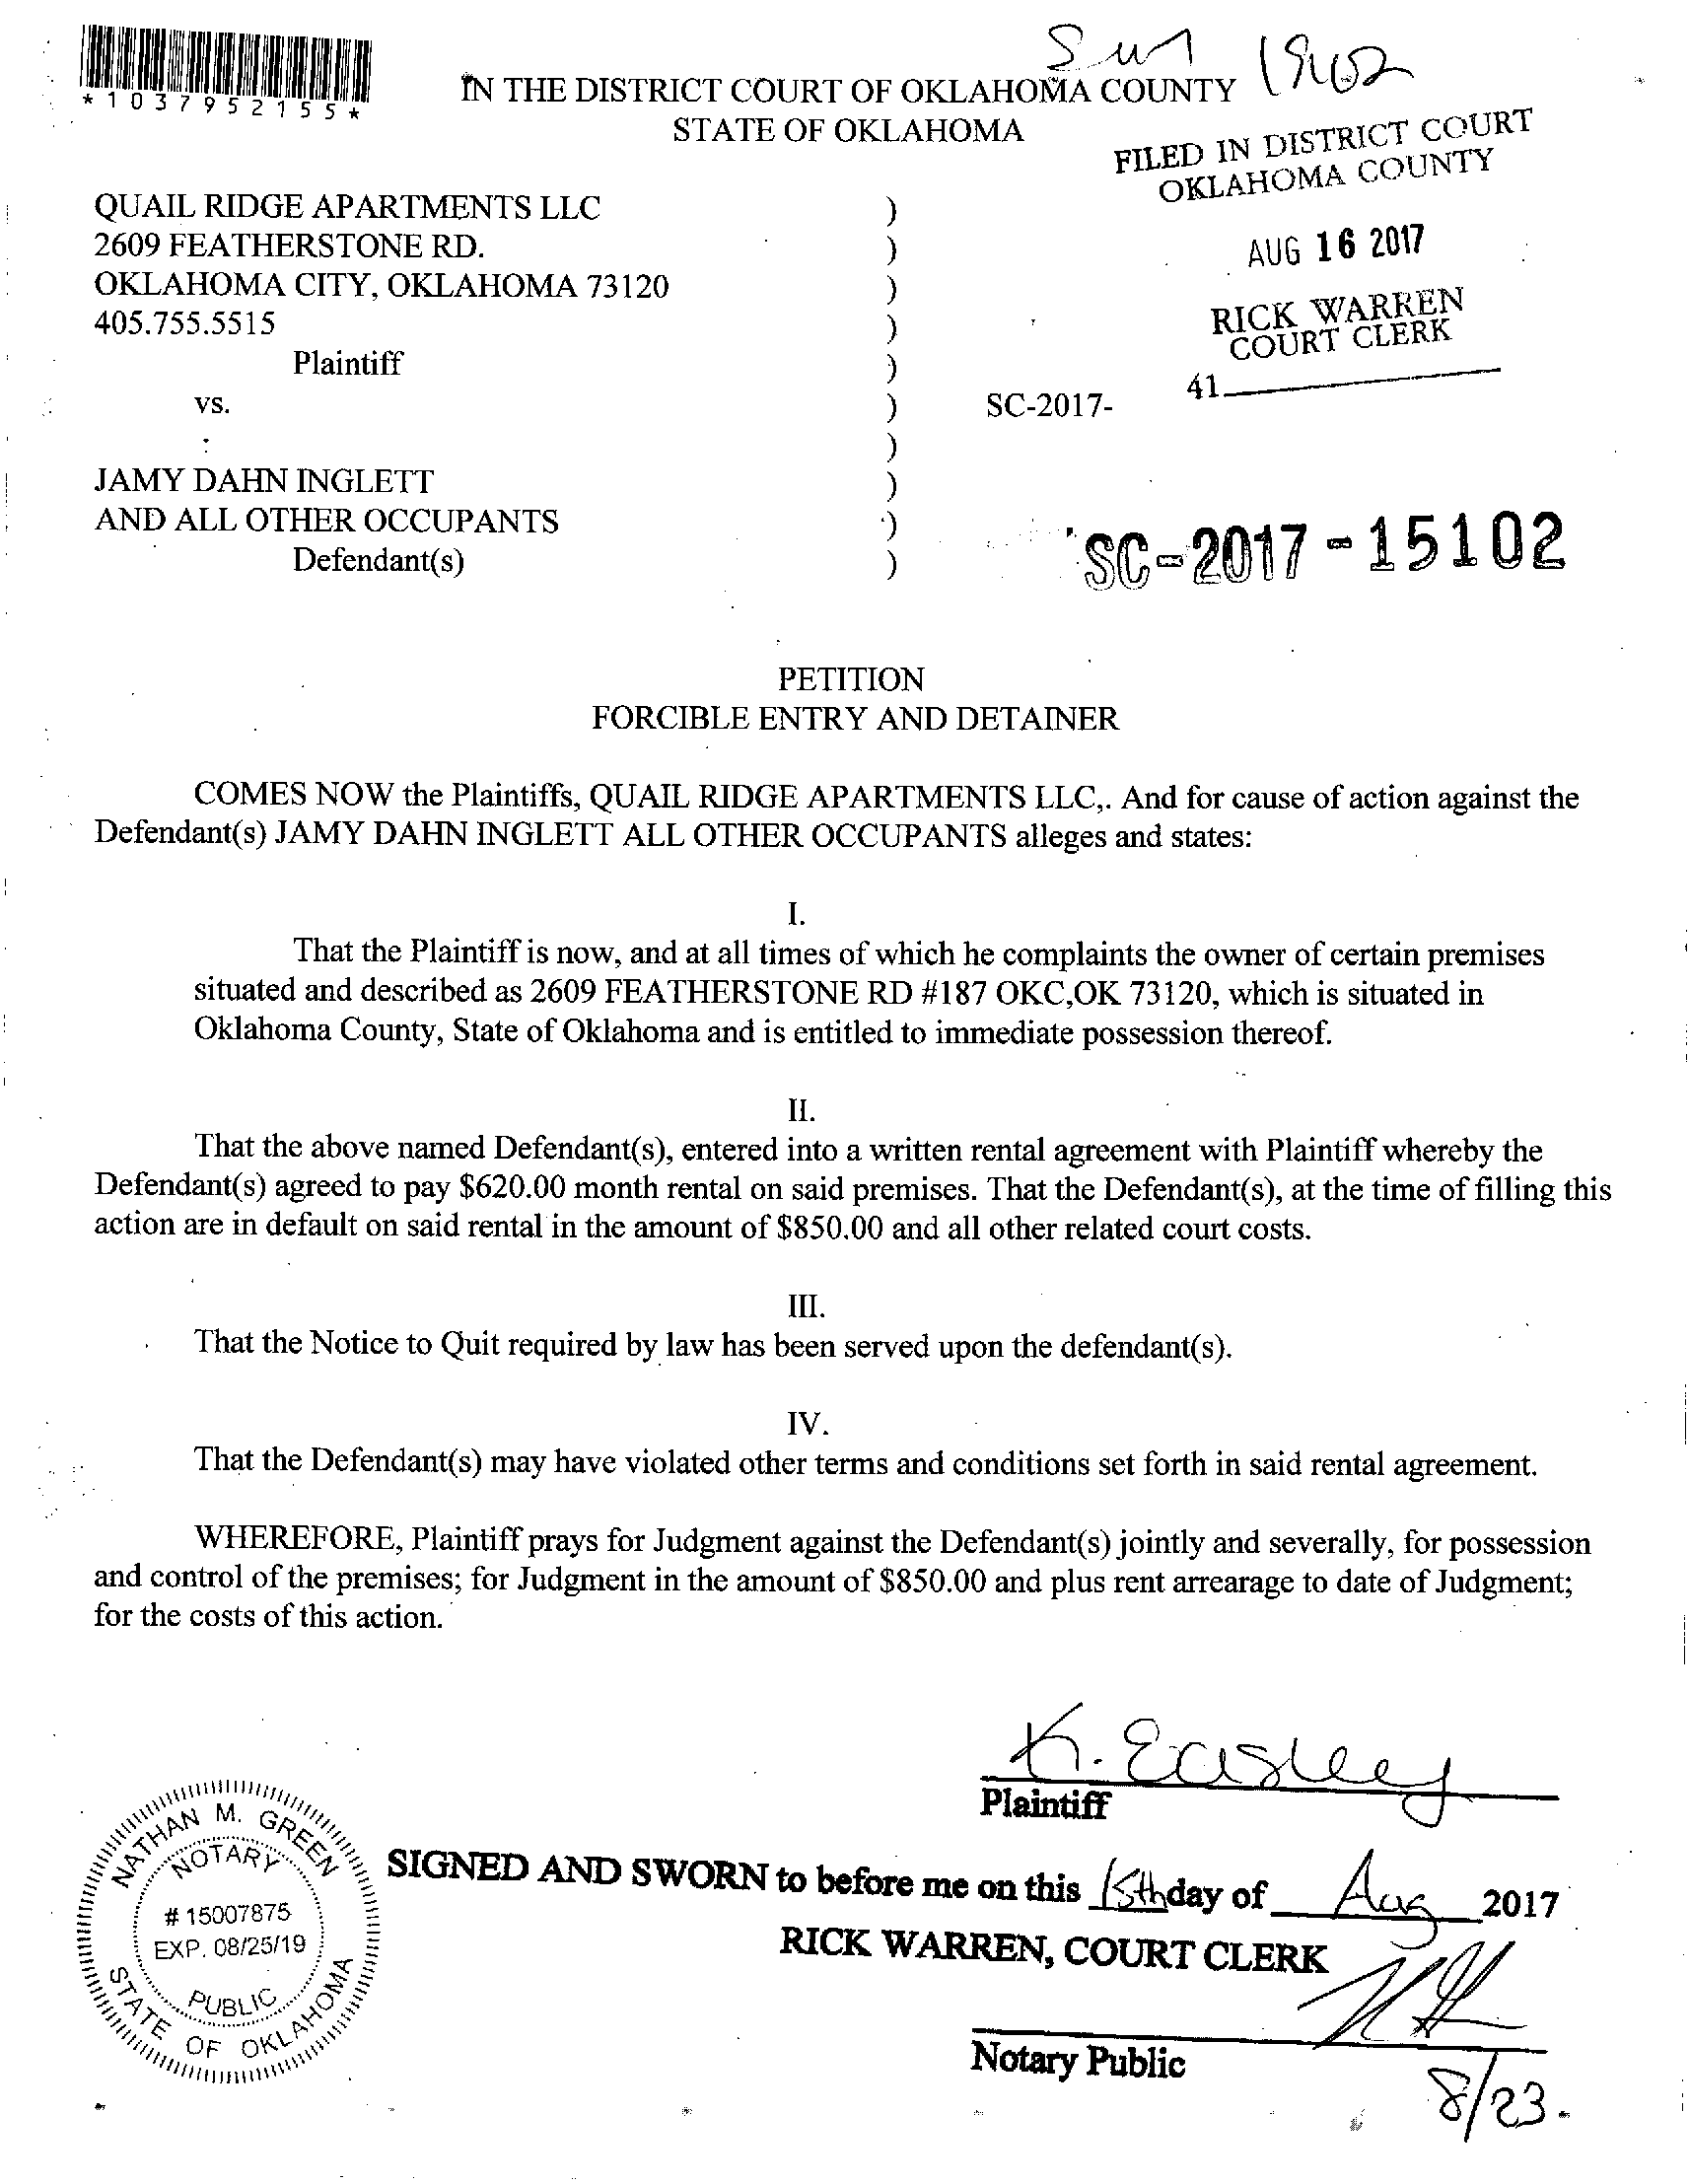 *1037952155*
IN THE DISTRICT COURT OF OKLAHOMA COUNTY
STATE OF OKLAHOMA
FILED IN DISTRICT COURT
OKLAHOMA COUNTY
AUG 16 2017
RICK WARREN
COURT CLERK
41
QUAIL RIDGE APARTMENTS LLC )
2609 FEATHERSTONE RD. )
OKLAHOMA CITY, OKLAHOMA 73120 )
405.755.5515 )
Plaintiff )
vs. ) SC-2017-
: )
JAMY DAHN INGLETT )
AND ALL OTHER OCCUPANTS )
Defendant(s) )
SC-2017-15102
PETITION
FORCIBLE ENTRY AND DETAINER
COMES NOW the Plaintiffs, QUAIL RIDGE APARTMENTS LLC,. And for cause of action against the
Defendant(s) JAMY DAHN INGLETT ALL OTHER OCCUPANTS alleges and states:
I.
That the Plaintiff is now, and at all times of which he complaints the owner of certain premises
situated and described as 2609 FEATHERSTONE RD #187 OKC,OK 73120, which is situated in
Oklahoma County, State of Oklahoma and is entitled to immediate possession thereof.
II.
That the above named Defendant(s), entered into a written rental agreement with Plaintiff whereby the
Defendant(s) agreed to pay $620.00 month rental on said premises. That the Defendant(s), at the time of filling this
action are in default on said rental in the amount of $850.00 and all other related court costs.
III.
That the Notice to Quit required by law has been served upon the defendant(s).
IV.
That the Defendant(s) may have violated other terms and conditions set forth in said rental agreement.
WHEREFORE, Plaintiff prays for Judgment against the Defendant(s) jointly and severally, for possession
and control of the premises; for Judgment in the amount of $850.00 and plus rent arrearage to date of Judgment;
for the costs of this action.
K. Easley
Plaintiff
NATHAN M. GREEN
NOTARY
# 15007875
EXP. 08/25/19
PUBLIC
STATE OF OKLAHOMA
SIGNED AND SWORN to before me on this 15th day of Aug 2017
RICK WARREN, COURT CLERK
Notary Public
8/23.